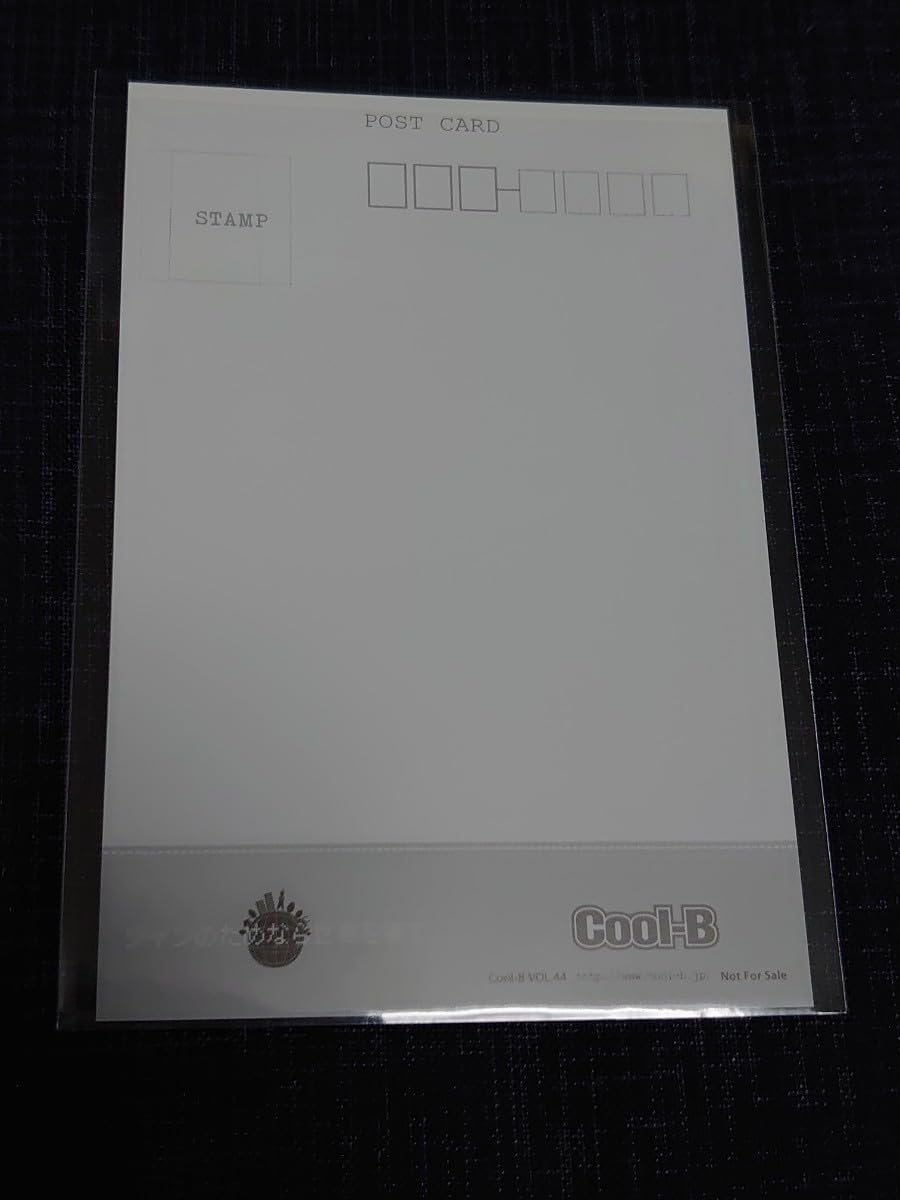 POST CARD
STAMP
Cool-B
Cool-B VOL.44 Not For Sale